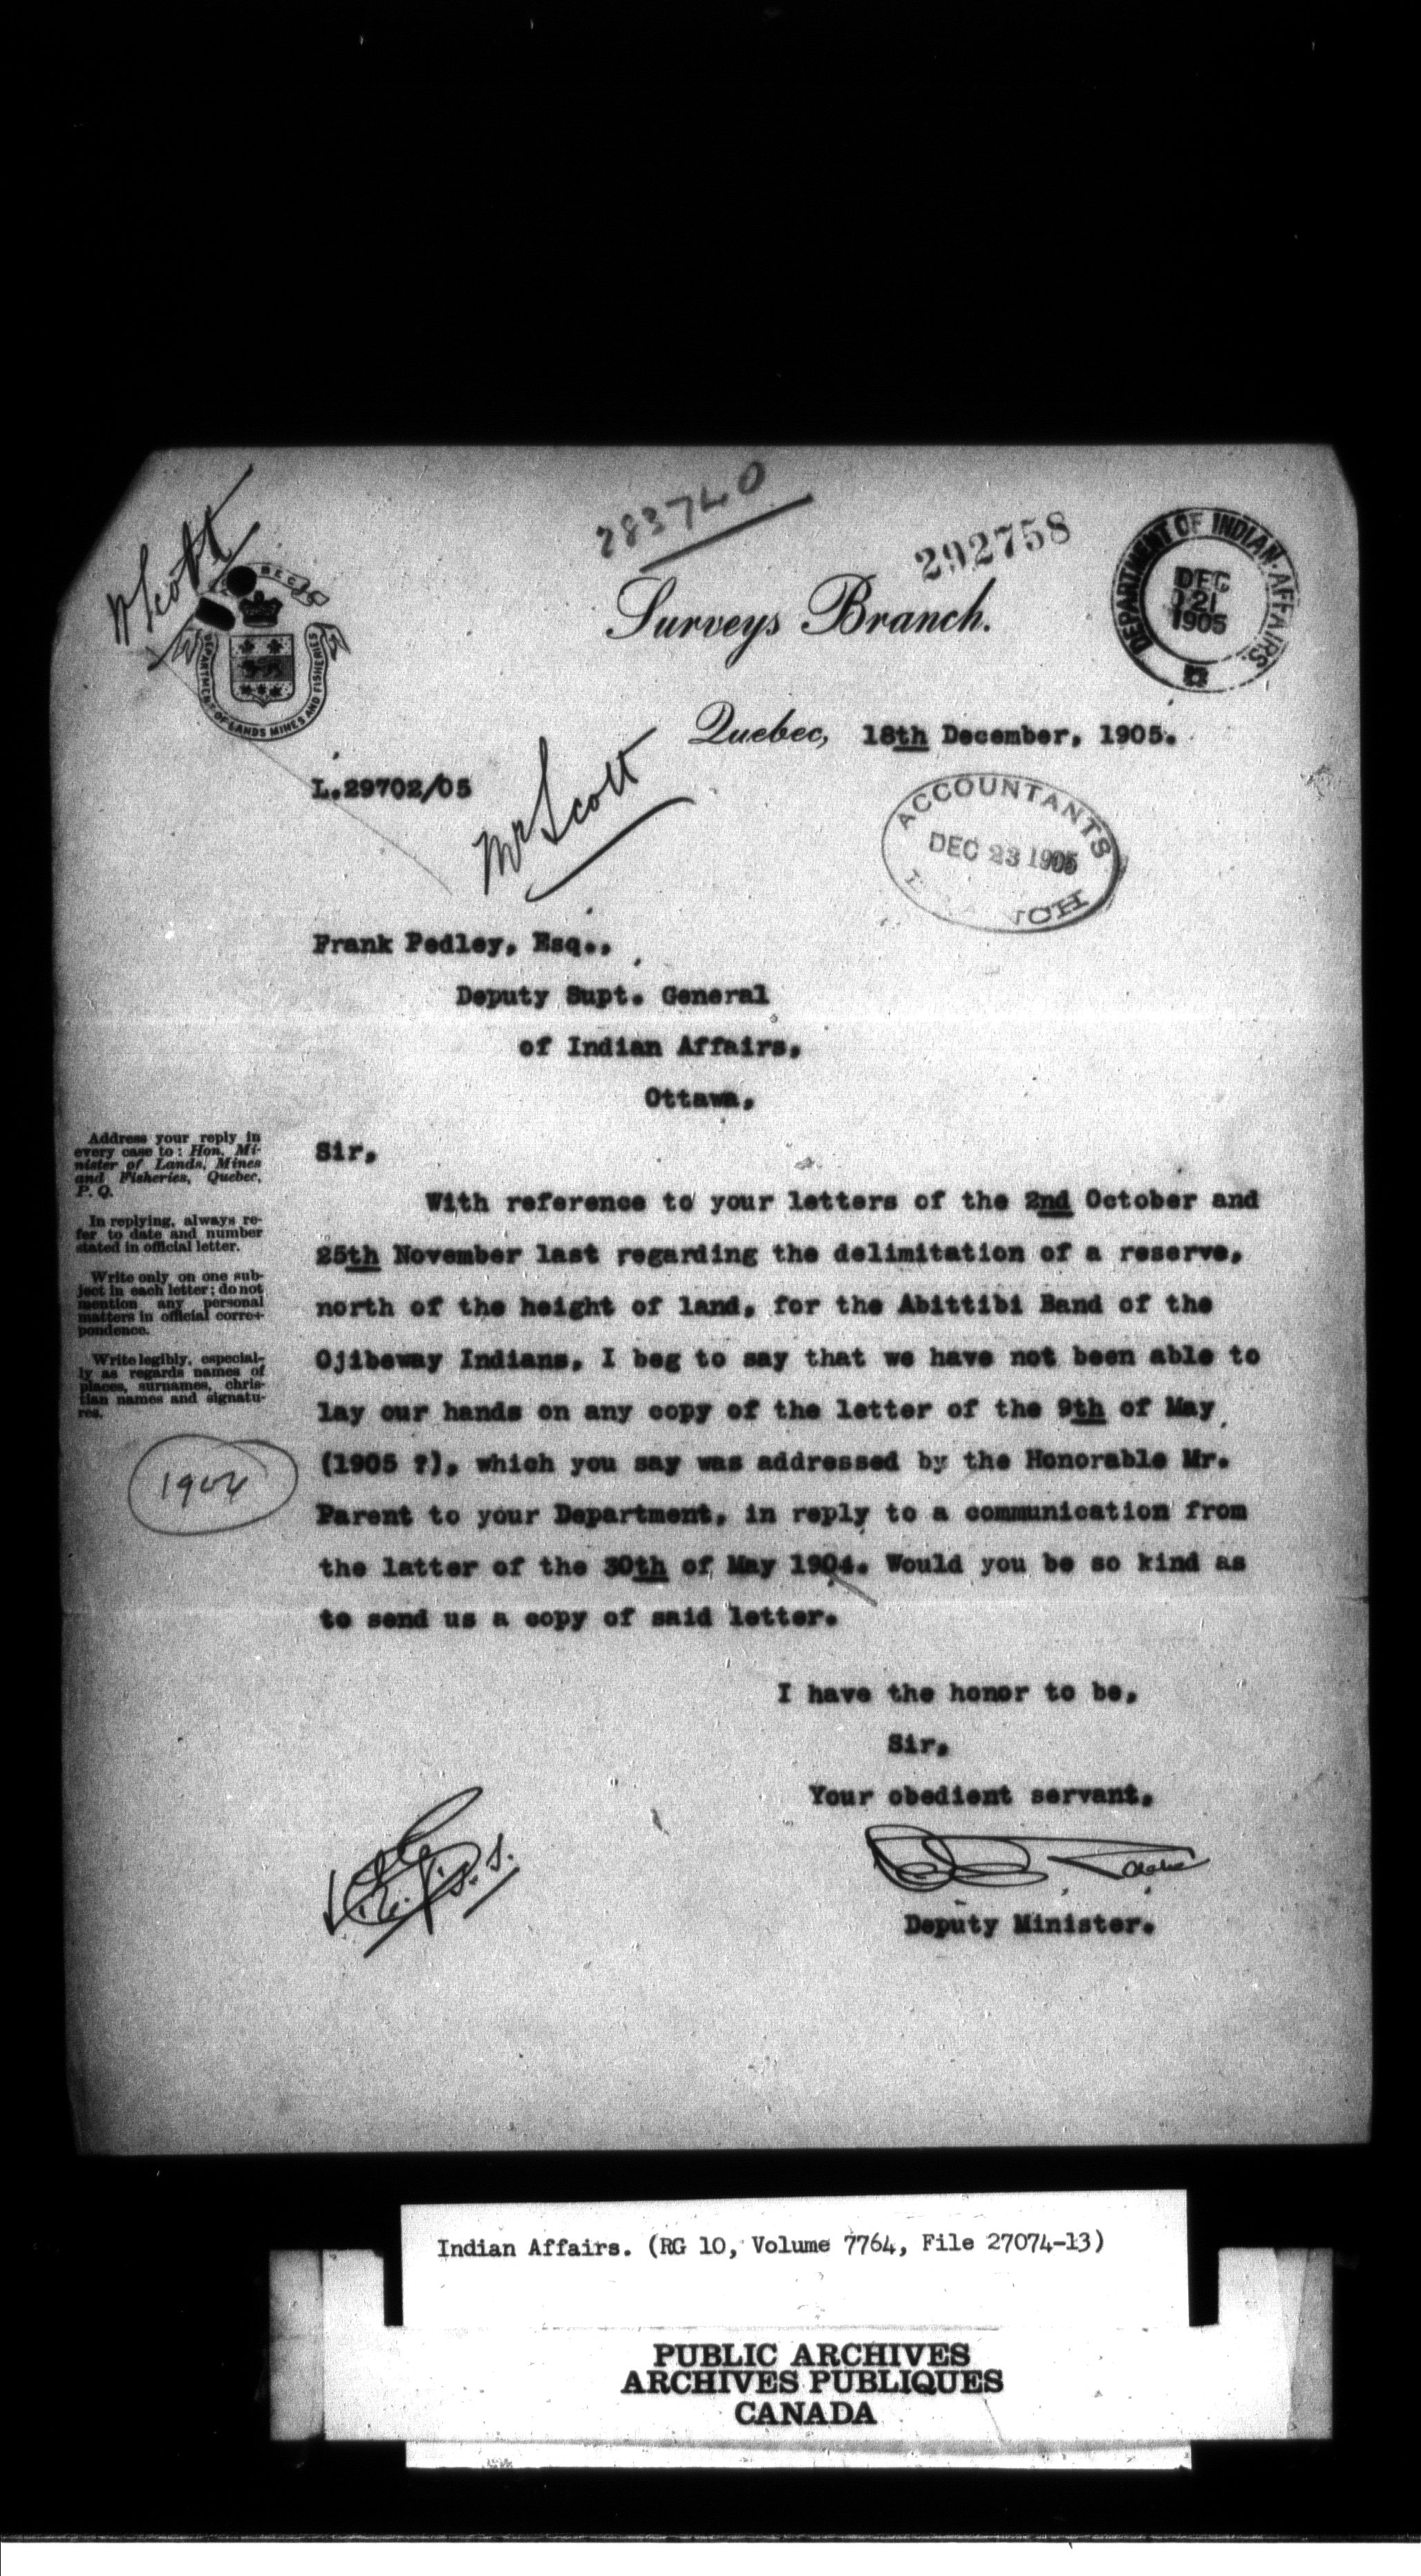 283740
292758
Mr Scott
QUEBEC
DEPARTMENT OF LANDS MINES AND FISHERIES
Surveys Branch.
DEPARTMENT OF INDIAN AFFAIRS.
DEC
21
1905
Quebec, 18th December, 1905.
L.29702/05
Mr Scott
ACCOUNTANTS
DEC 23 1905
BRANCH
Frank Pedley, Esq.,
Deputy Supt. General
of Indian Affairs,
Ottawa.
Address your reply in
every case to: Hon. Mi-
nister of Lands, Mines
and Fisheries, Quebec,
P. Q.
In replying, always re-
fer to date and number
stated in official letter.
Write only on one sub-
ject in each letter; do not
mention any personal
matters in official corres-
pondence.
Write legibly, especial-
ly as regards names of
places, surnames, chris-
tian names and signatu-
res.
Sir,
With reference to your letters of the 2nd October and
25th November last regarding the delimitation of a reserve,
north of the height of land, for the Abittibi Band of the
Ojibeway Indians, I beg to say that we have not been able to
lay our hands on any copy of the letter of the 9th of May
(1905 ?), which you say was addressed by the Honorable Mr.
Parent to your Department, in reply to a communication from
the latter of the 30th of May 1904. Would you be so kind as
to send us a copy of said letter.
I have the honor to be,
Sir,
Your obedient servant,
Deputy Minister.
Indian Affairs. (RG 10, Volume 7764, File 27074-13)
PUBLIC ARCHIVES
ARCHIVES PUBLIQUES
CANADA